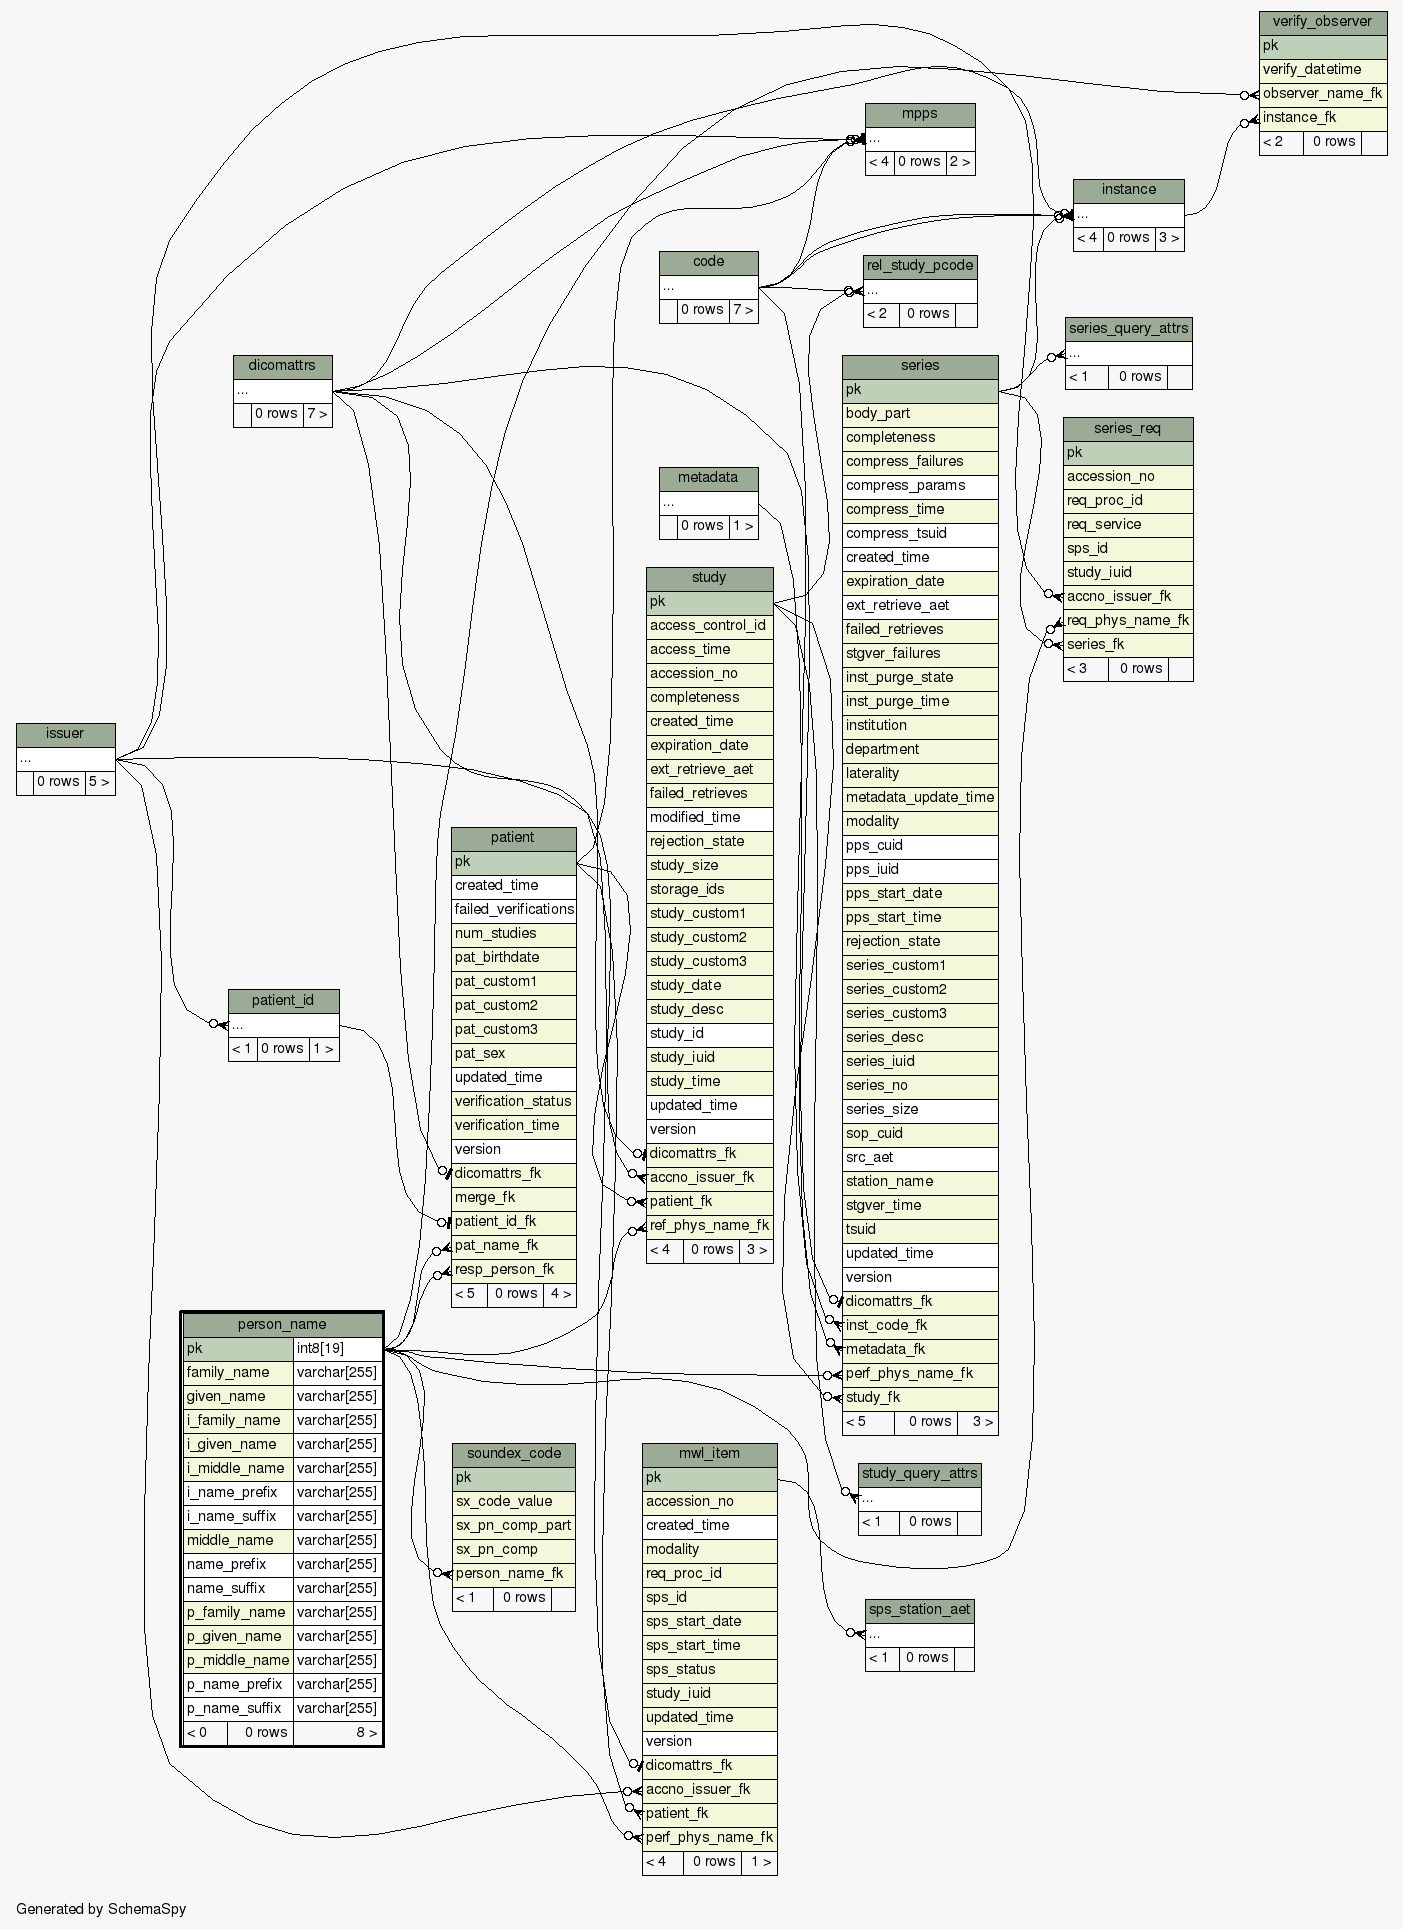 verify_observer
pk
verify_datetime
observer_name_fk
instance_fk
< 2 0 rows
mpps
...
< 4 0 rows 2 >
instance
...
< 4 0 rows 3 >
code
...
0 rows 7 >
rel_study_pcode
...
< 2 0 rows
series_query_attrs
...
< 1 0 rows
dicomattrs
...
0 rows 7 >
series
pk
body_part
completeness
compress_failures
compress_params
compress_time
compress_tsuid
created_time
expiration_date
ext_retrieve_aet
failed_retrieves
stgver_failures
inst_purge_state
inst_purge_time
institution
department
laterality
metadata_update_time
modality
pps_cuid
pps_iuid
pps_start_date
pps_start_time
rejection_state
series_custom1
series_custom2
series_custom3
series_desc
series_iuid
series_no
series_size
sop_cuid
src_aet
station_name
stgver_time
tsuid
updated_time
version
dicomattrs_fk
inst_code_fk
metadata_fk
perf_phys_name_fk
study_fk
< 5 0 rows 3 >
series_req
pk
accession_no
req_proc_id
req_service
sps_id
study_iuid
accno_issuer_fk
req_phys_name_fk
series_fk
< 3 0 rows
metadata
...
0 rows 1 >
study
pk
access_control_id
access_time
accession_no
completeness
created_time
expiration_date
ext_retrieve_aet
failed_retrieves
modified_time
rejection_state
study_size
storage_ids
study_custom1
study_custom2
study_custom3
study_date
study_desc
study_id
study_iuid
study_time
updated_time
version
dicomattrs_fk
accno_issuer_fk
patient_fk
ref_phys_name_fk
< 4 0 rows 3 >
issuer
...
0 rows 5 >
patient
pk
created_time
failed_verifications
num_studies
pat_birthdate
pat_custom1
pat_custom2
pat_custom3
pat_sex
updated_time
verification_status
verification_time
version
dicomattrs_fk
merge_fk
patient_id_fk
pat_name_fk
resp_person_fk
< 5 0 rows 4 >
patient_id
...
< 1 0 rows 1 >
person_name
pk int8[19]
family_name varchar[255]
given_name varchar[255]
i_family_name varchar[255]
i_given_name varchar[255]
i_middle_name varchar[255]
i_name_prefix varchar[255]
i_name_suffix varchar[255]
middle_name varchar[255]
name_prefix varchar[255]
name_suffix varchar[255]
p_family_name varchar[255]
p_given_name varchar[255]
p_middle_name varchar[255]
p_name_prefix varchar[255]
p_name_suffix varchar[255]
< 0 0 rows 8 >
soundex_code
pk
sx_code_value
sx_pn_comp_part
sx_pn_comp
person_name_fk
< 1 0 rows
mwl_item
pk
accession_no
created_time
modality
req_proc_id
sps_id
sps_start_date
sps_start_time
sps_status
study_iuid
updated_time
version
dicomattrs_fk
accno_issuer_fk
patient_fk
perf_phys_name_fk
< 4 0 rows 1 >
study_query_attrs
...
< 1 0 rows
sps_station_aet
...
< 1 0 rows
Generated by SchemaSpy